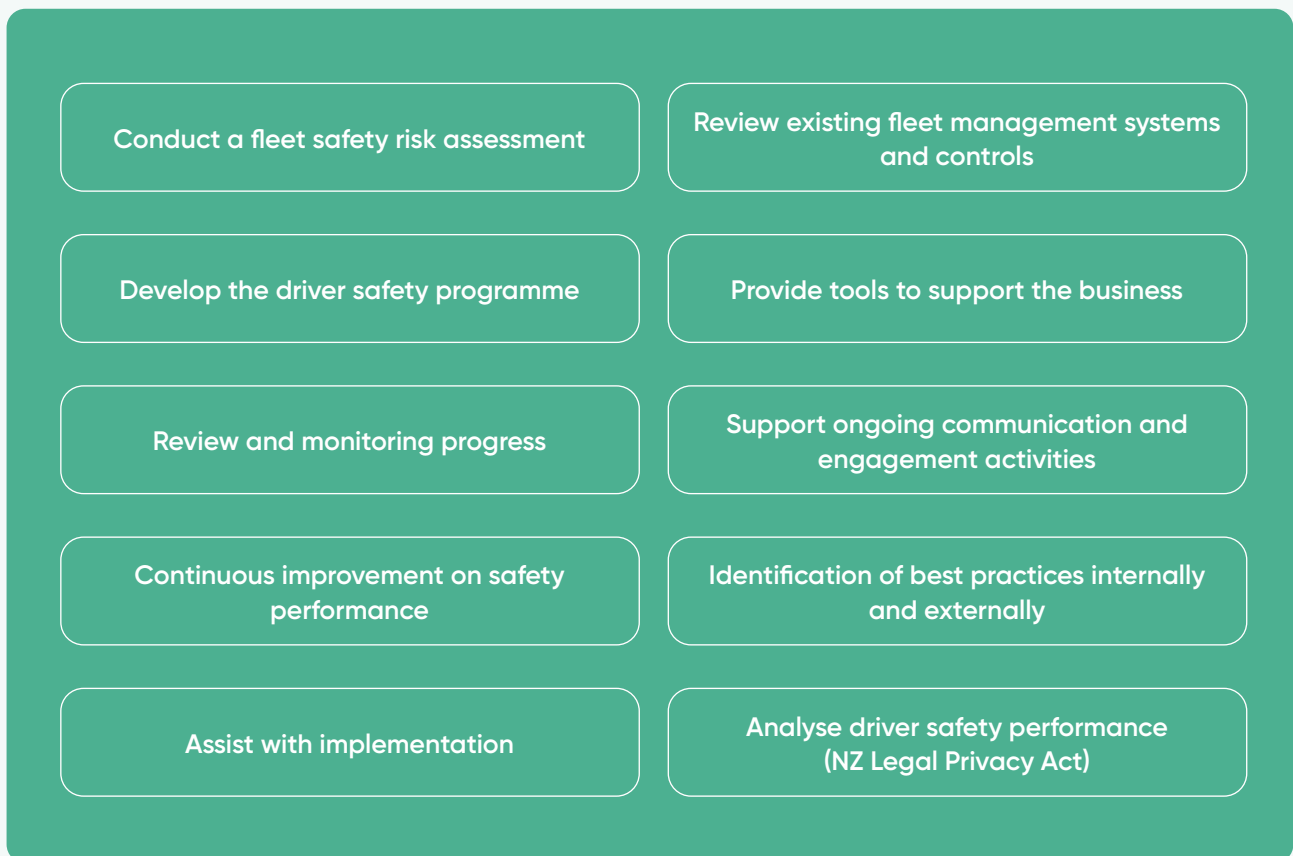 Conduct a fleet safety risk assessment
Review existing fleet management systems
and controls
Develop the driver safety programme
Provide tools to support the business
Review and monitoring progress
Support ongoing communication and
engagement activities
Continuous improvement on safety
performance
Identification of best practices internally
and externally
Assist with implementation
Analyse driver safety performance
(NZ Legal Privacy Act)